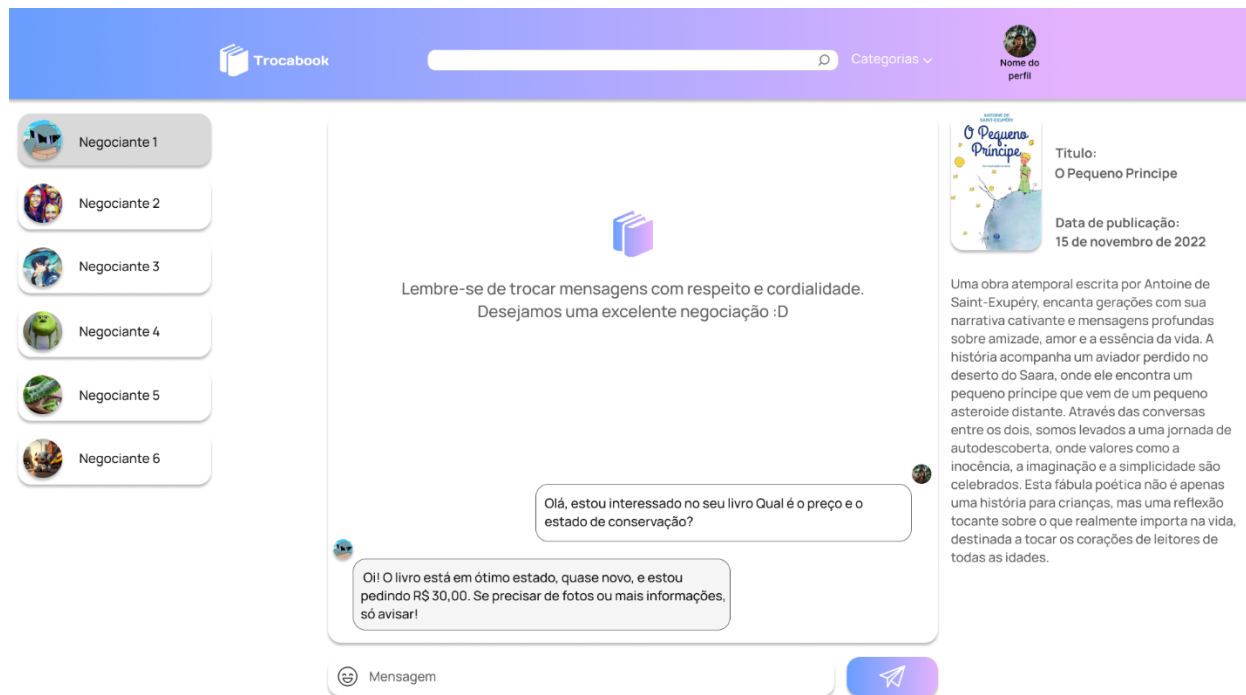 Trocabook
Categorias
Nome do
perfil
Negociante 1
Negociante 2
Negociante 3
Negociante 4
Negociante 5
Negociante 6
Lembre-se de trocar mensagens com respeito e cordialidade.
Desejamos uma excelente negociação :D
Olá, estou interessado no seu livro Qual é o preço e o
estado de conservação?
Oi! O livro está em ótimo estado, quase novo, e estou
pedindo R$ 30,00. Se precisar de fotos ou mais informações,
só avisar!
Mensagem
ANTOINE DE
SAINT-EXUPÉRY
O Pequeno
Príncipe
Titulo:
O Pequeno Principe
Data de publicação:
15 de novembro de 2022
Uma obra atemporal escrita por Antoine de
Saint-Exupéry, encanta gerações com sua
narrativa cativante e mensagens profundas
sobre amizade, amor e a essência da vida. A
história acompanha um aviador perdido no
deserto do Saara, onde ele encontra um
pequeno príncipe que vem de um pequeno
asteroide distante. Através das conversas
entre os dois, somos levados a uma jornada de
autodescoberta, onde valores como a
inocência, a imaginação e a simplicidade são
celebrados. Esta fábula poética não é apenas
uma história para crianças, mas uma reflexão
tocante sobre o que realmente importa na vida,
destinada a tocar os corações de leitores de
todas as idades.